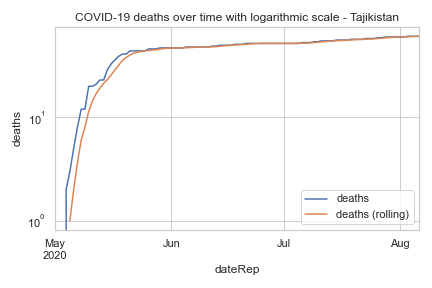 COVID-19 deaths over time with logarithmic scale - Tajikistan
deaths
10¹
10⁰
deaths
deaths (rolling)
May
2020
Jun
Jul
Aug
dateRep